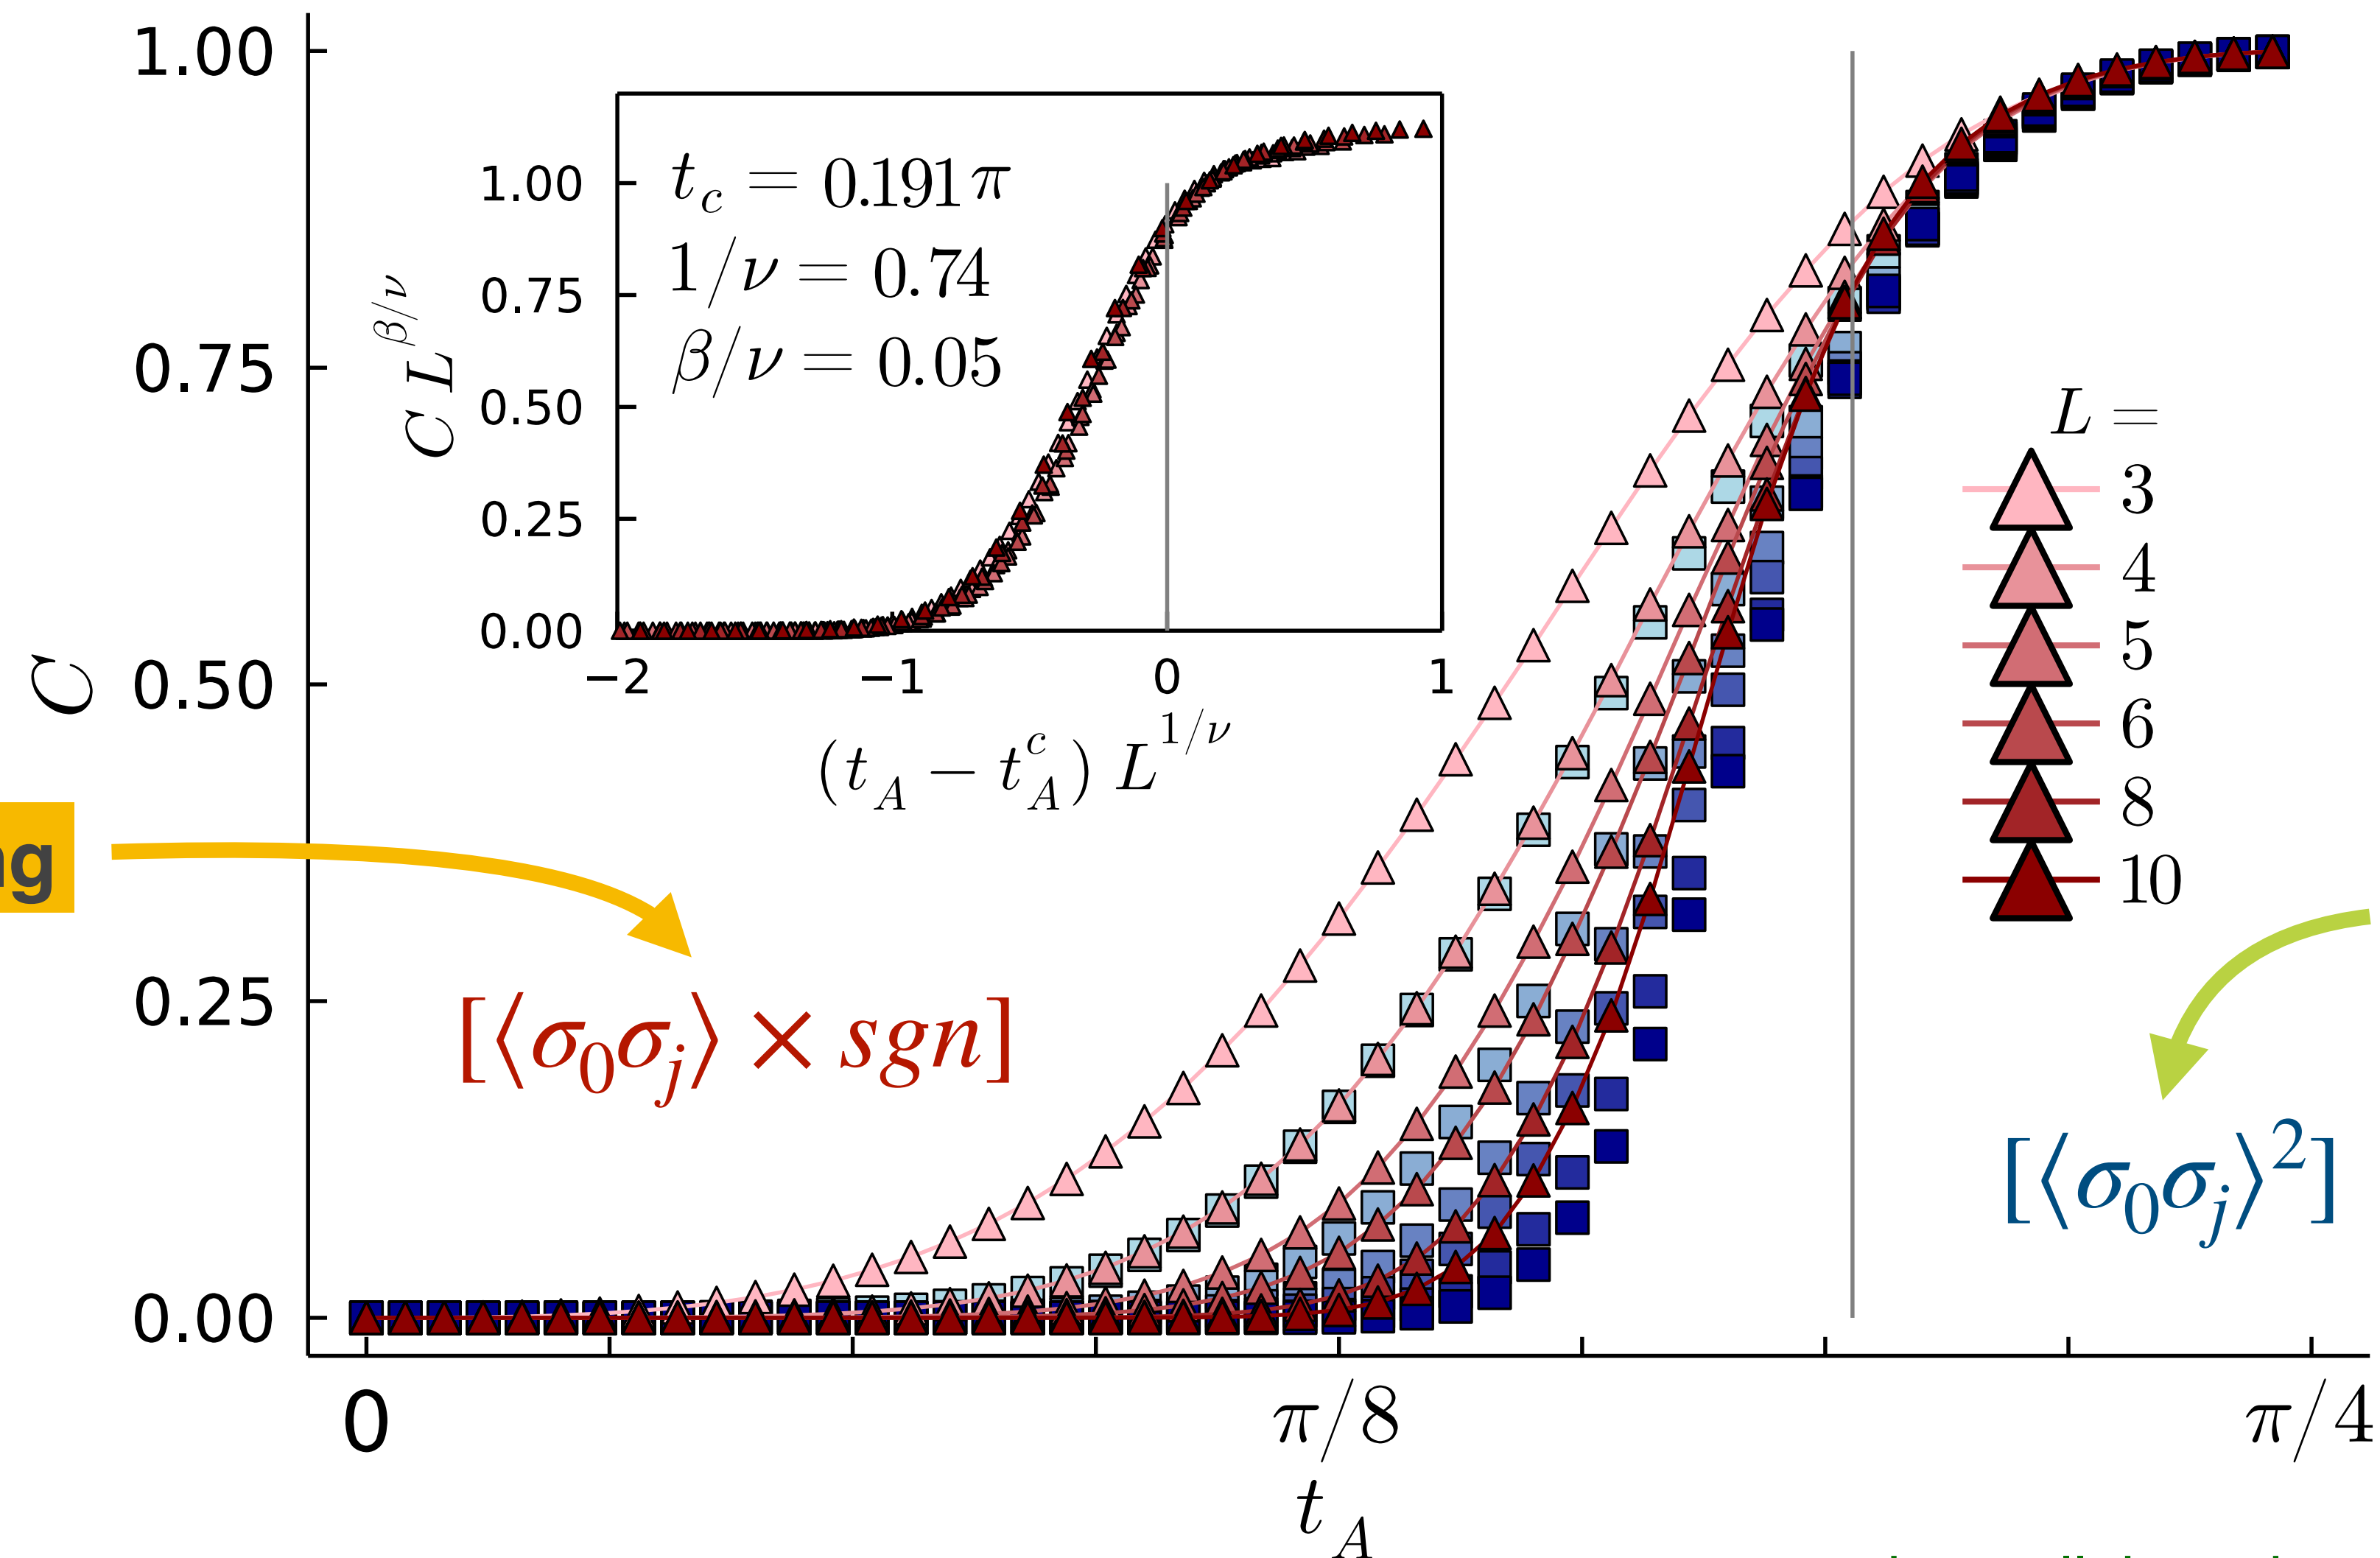 1.00
0.75
0.50
0.25
0.00
C
0
π/8
π/4
t_A
1.00
0.75
0.50
0.25
0.00
C L^{β/ν}
−2
−1
0
1
(t_A − t_A^c) L^{1/ν}
t_c = 0.191π
1/ν = 0.74
β/ν = 0.05
L =
3
4
5
6
8
10
[⟨σ_0σ_j⟩ × sgn]
[⟨σ_0σ_j⟩^2]